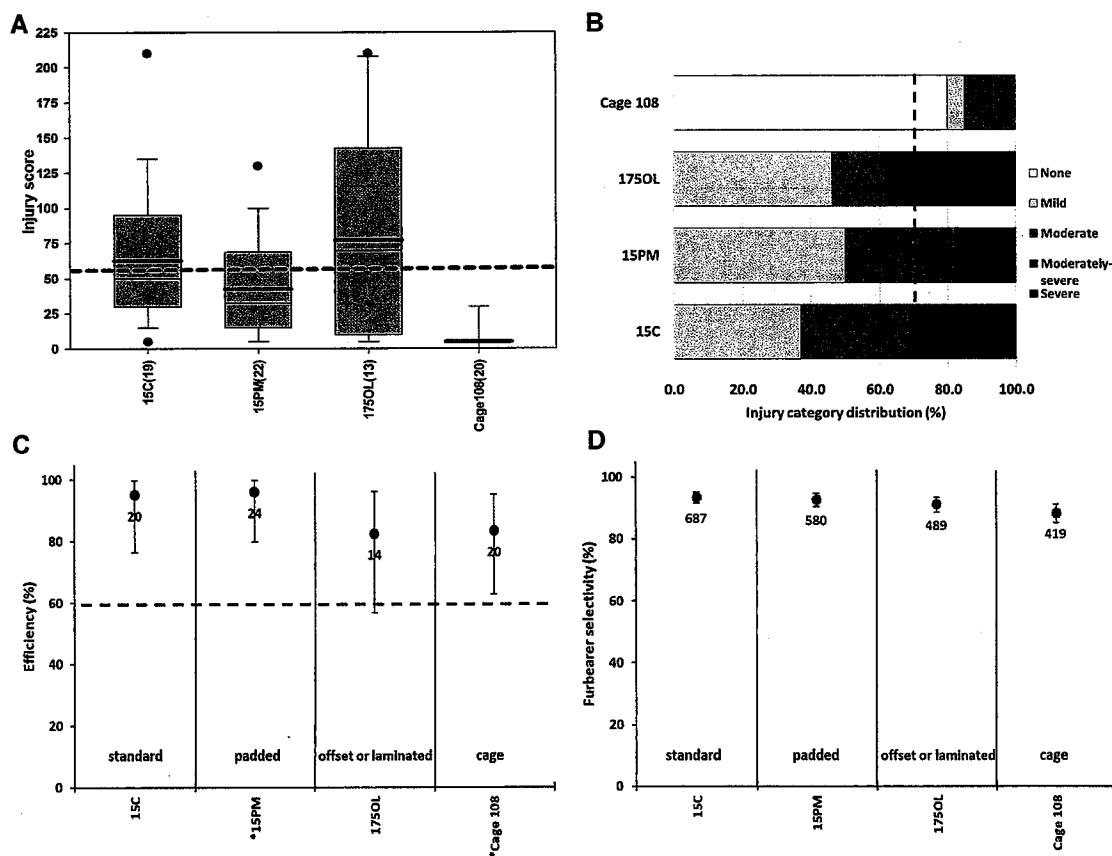 A
225
200
175
150
125
100
75
50
25
0
Injury score
15C(19)
15PM(22)
175OL(13)
Cage108(20)
B
Cage 108
175OL
15PM
15C
0.0 20.0 40.0 60.0 80.0 100.0
Injury category distribution (%)
None
Mild
Moderate
Moderately-
severe
Severe
C
100
80
60
40
20
0
Efficiency (%)
20
24
14
20
standard padded offset or laminated cage
15C
*15PM
175OL
*Cage 108
D
100
80
60
40
20
0
Furbearer selectivity (%)
687
580
489
419
standard padded offset or laminated cage
15C
15PM
175OL
Cage 108